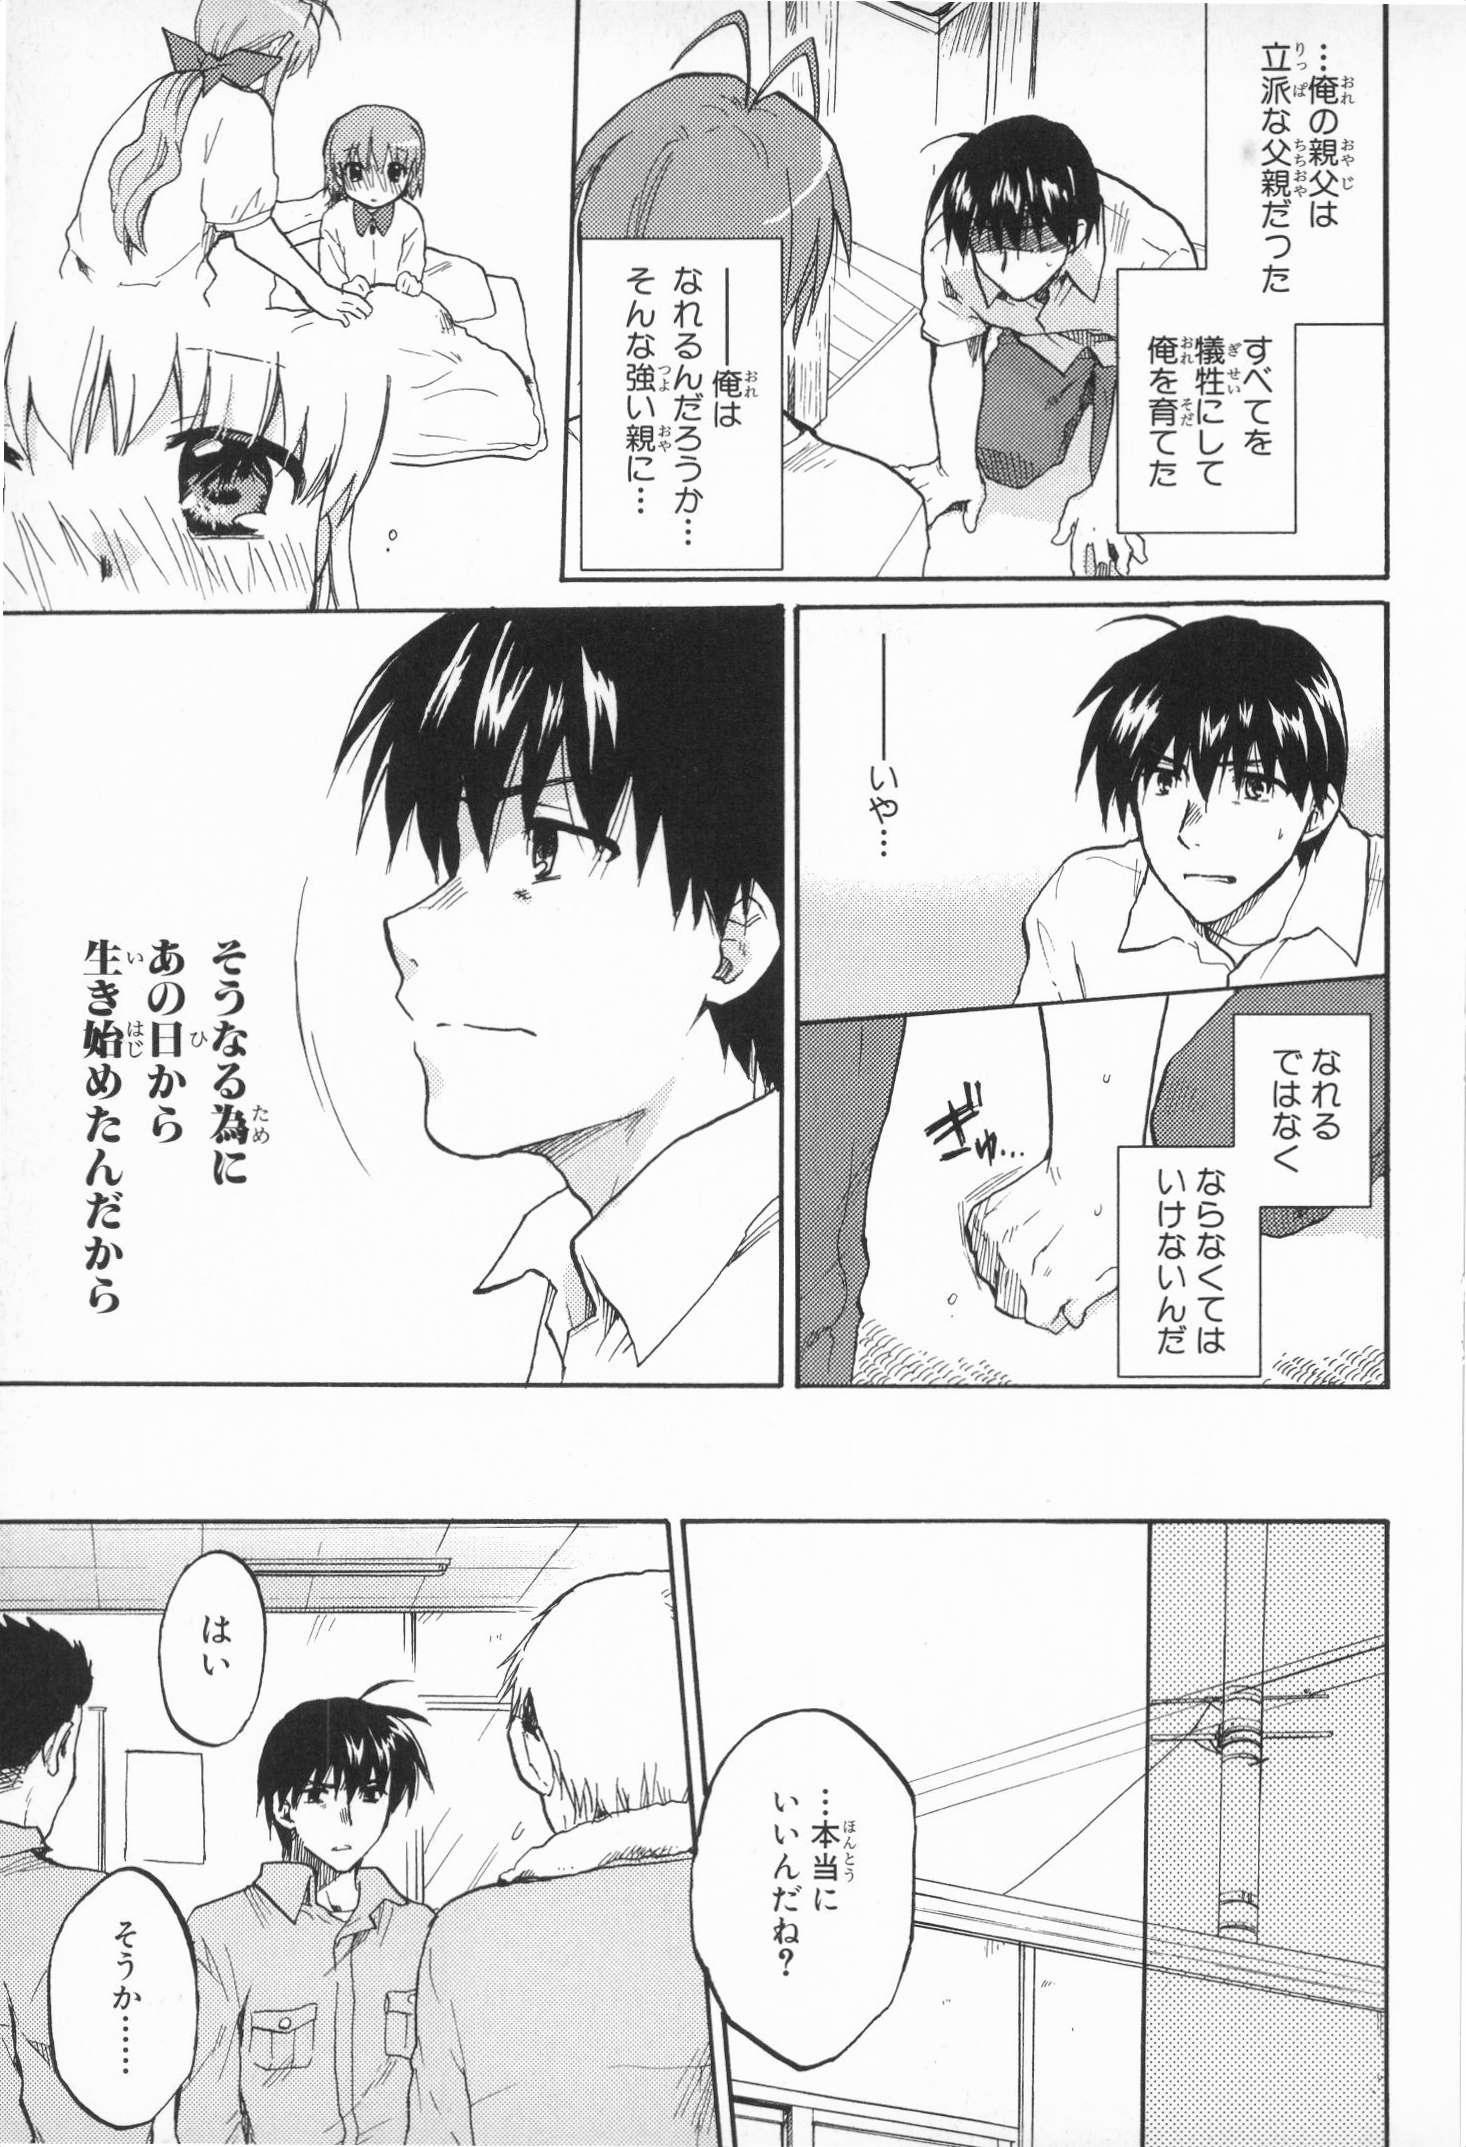 …俺の親父は
立派な父親だった
すべてを
犠牲にして
俺を育てた
――俺は
なれるんだろうか…
そんな強い親に…
――いや…
なれる
ではなく
ならなくては
いけないんだ
ギゅ…
そうなる為に
あの日から
生き始めたんだから
…本当に
いいんだね?
はい
そうか……